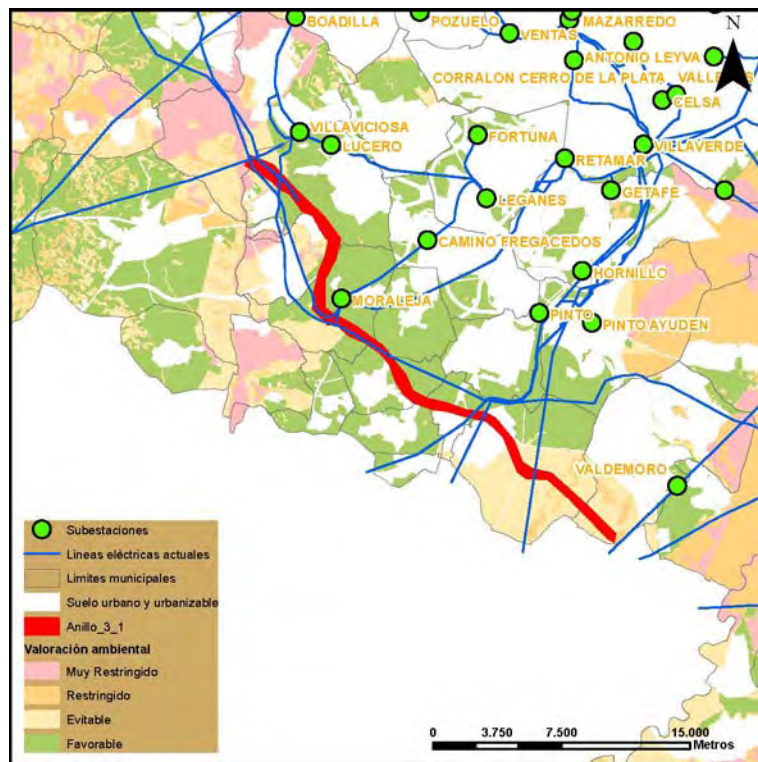 BOADILLA
POZUELO
MAZARREDO
VENTAS
N
ANTONIO LEYVA
CORRALON CERRO DE LA PLATA
CELSA
VILLAVICIOSA
LUCERO
FORTUNA
RETAMAR
VILLAVERDE
LEGANES
GETAFE
CAMINO FREGACEDOS
HORNILLO
MORALEJA
PINTO
PINTO AYUDEN
VALDEMORO
Subestaciones
Lineas eléctricas actuales
Limites municipales
Suelo urbano y urbanizable
Anillo_3_1
Valoración ambiental
Muy Restringido
Restringido
Evitable
Favorable
0 3.750 7.500 15.000
Metros